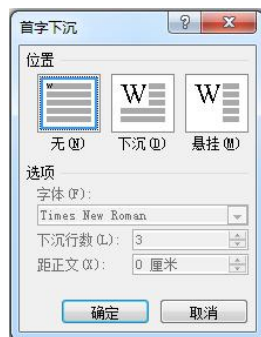 首字下沉
位置
W
W
W
无(N)
下沉(D)
悬挂(M)
选项
字体(F):
Times New Roman
下沉行数(L): 3
距正文(X): 0 厘米
确定
取消